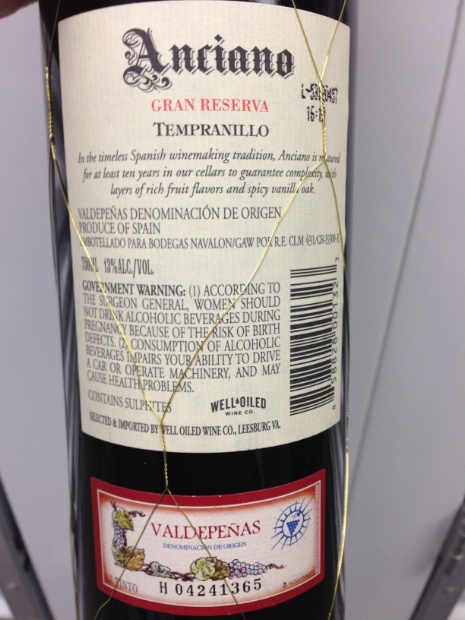 Anciano
GRAN RESERVA
TEMPRANILLO
In the timeless Spanish winemaking tradition, Anciano is matured
for at least ten years in our cellars to guarantee complexity, with
layers of rich fruit flavors and spicy vanilla oak.
VALDEPEÑAS DENOMINACIÓN DE ORIGEN
PRODUCE OF SPAIN
EMBOTELLADO PARA BODEGAS NAVALON/GAW POR R.E. CLM
750ML 13%ALC./VOL.
GOVERNMENT WARNING: (1) ACCORDING TO
THE SURGEON GENERAL, WOMEN SHOULD
NOT DRINK ALCOHOLIC BEVERAGES DURING
PREGNANCY BECAUSE OF THE RISK OF BIRTH
DEFECTS. (2) CONSUMPTION OF ALCOHOLIC
BEVERAGES IMPAIRS YOUR ABILITY TO DRIVE
A CAR OR OPERATE MACHINERY, AND MAY
CAUSE HEALTH PROBLEMS.
CONTAINS SULPHITES
WELL OILED
WINE CO.
SELECTED & IMPORTED BY WELL OILED WINE CO., LEESBURG VA.
VALDEPEÑAS
DENOMINACIÓN DE ORIGEN
TINTO
H 04241365